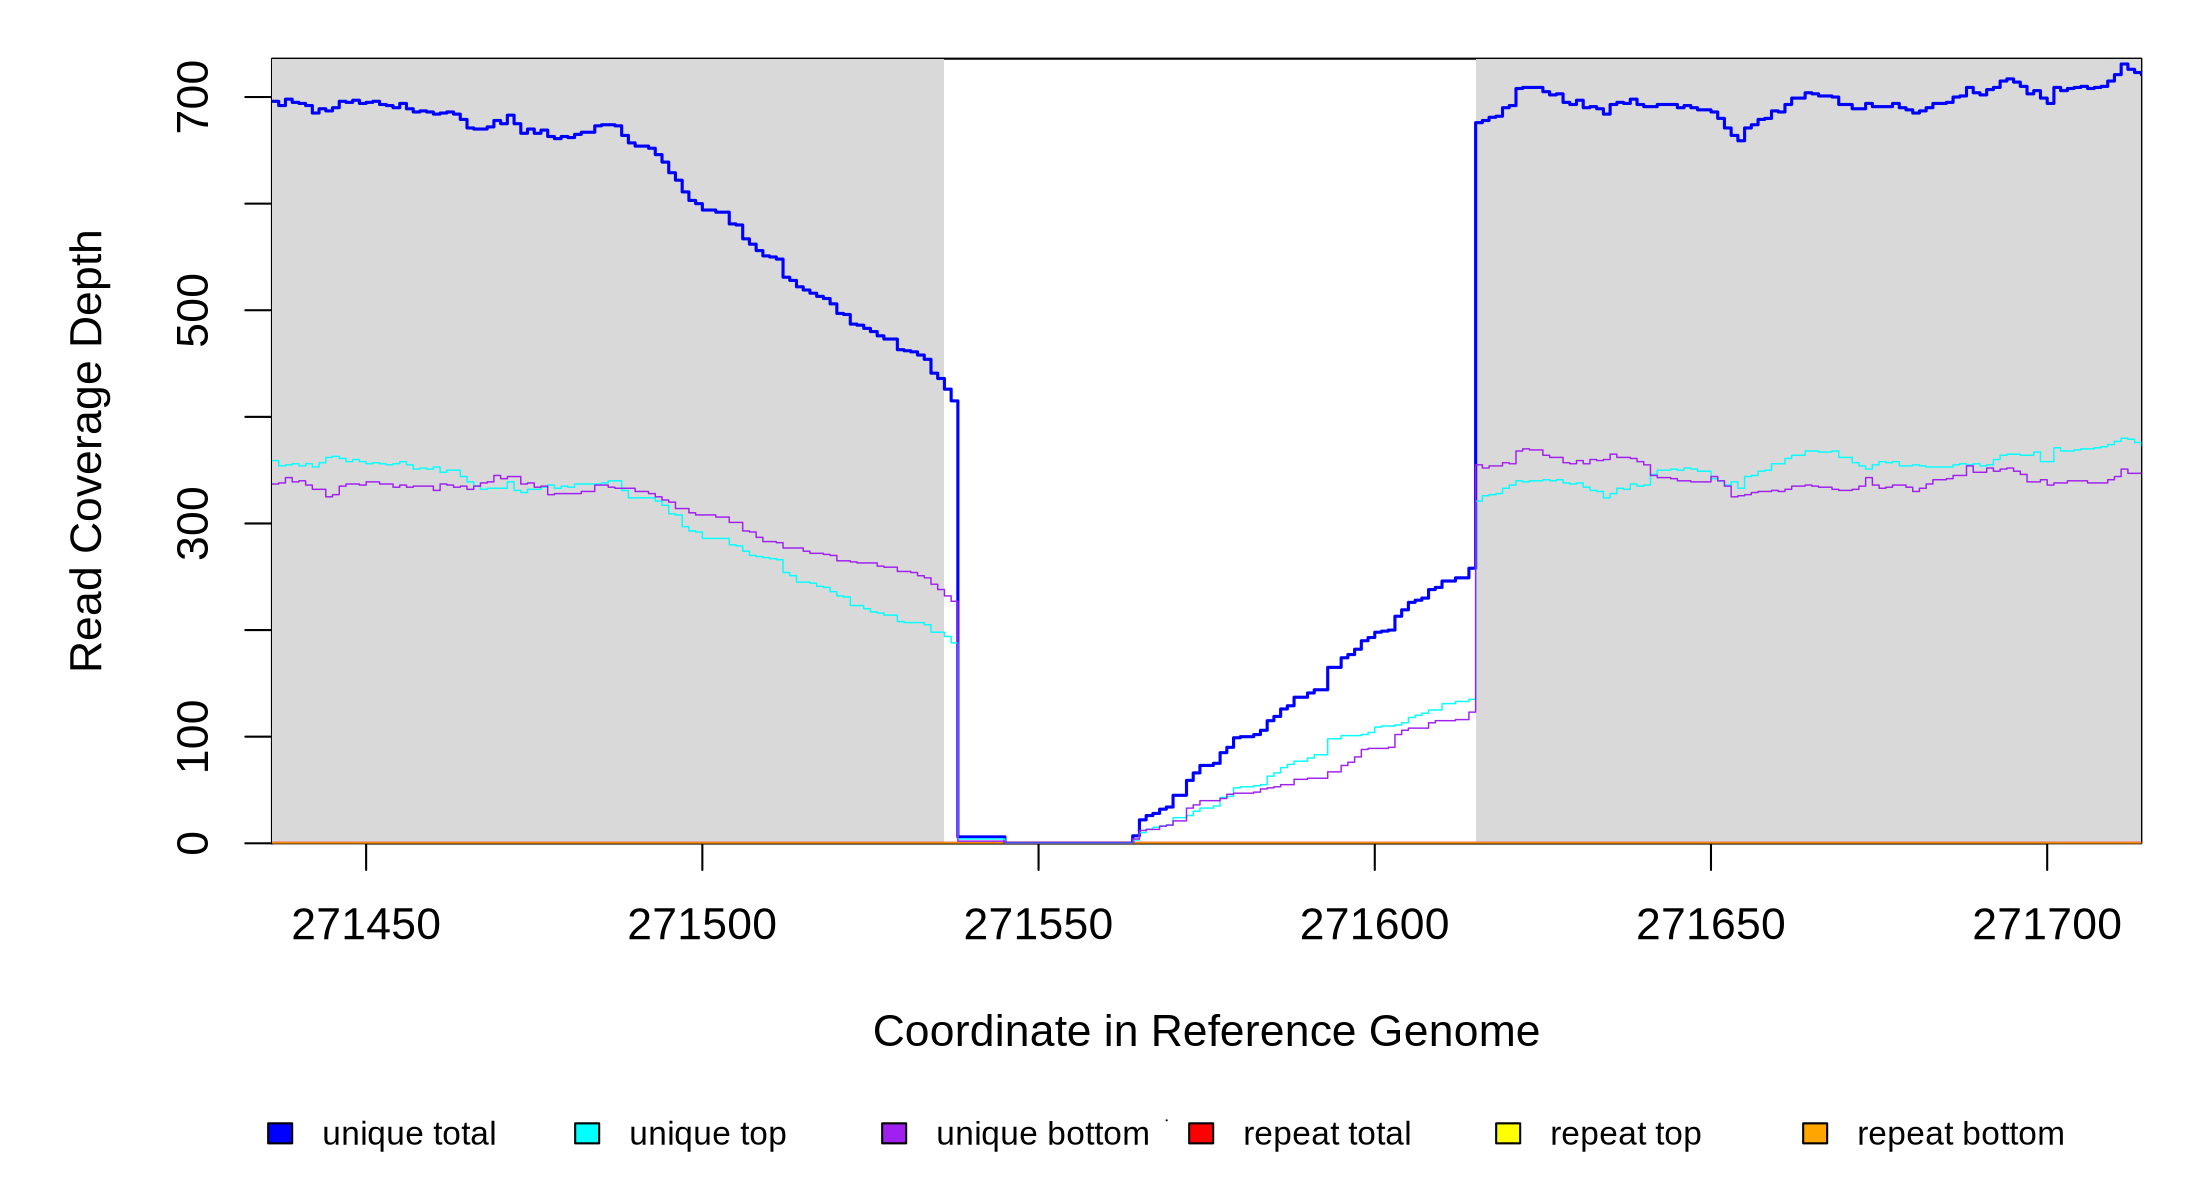 700
500
300
100
0
Read Coverage Depth
271450 271500 271550 271600 271650 271700
Coordinate in Reference Genome
unique total unique top unique bottom repeat total repeat top repeat bottom